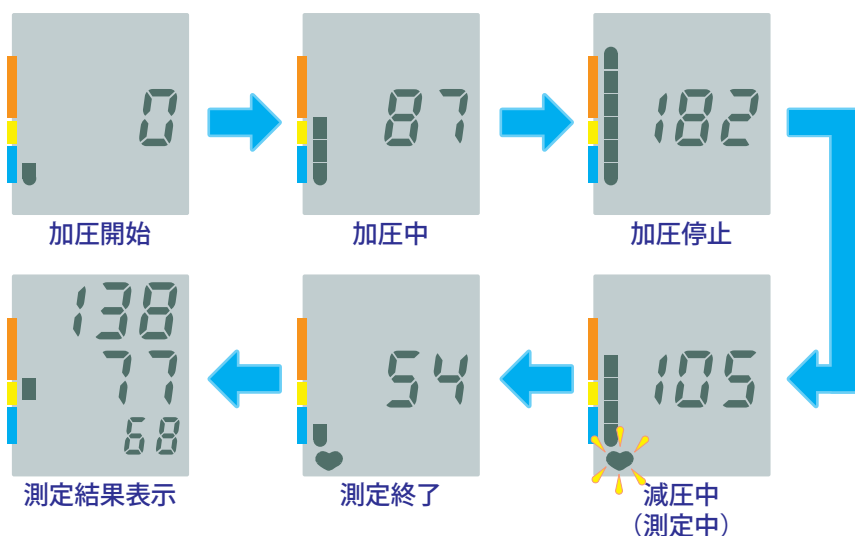 0
加圧開始
87
加圧中
182
加圧停止
105
減圧中
（測定中）
54
測定終了
138
77
68
測定結果表示